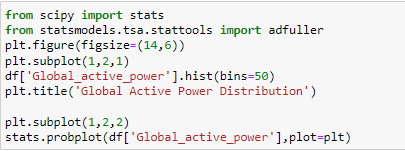 from scipy import stats
from statsmodels.tsa.stattools import adfuller
plt.figure(figsize=(14,6))
plt.subplot(1,2,1)
df['Global_active_power'].hist(bins=50)
plt.title('Global Active Power Distribution')

plt.subplot(1,2,2)
stats.probplot(df['Global_active_power'],plot=plt)